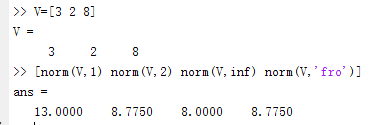 >> V=[3 2 8]
V =
3 2 8
>> [norm(V,1) norm(V,2) norm(V,inf) norm(V,'fro')]
ans =
13.0000 8.7750 8.0000 8.7750